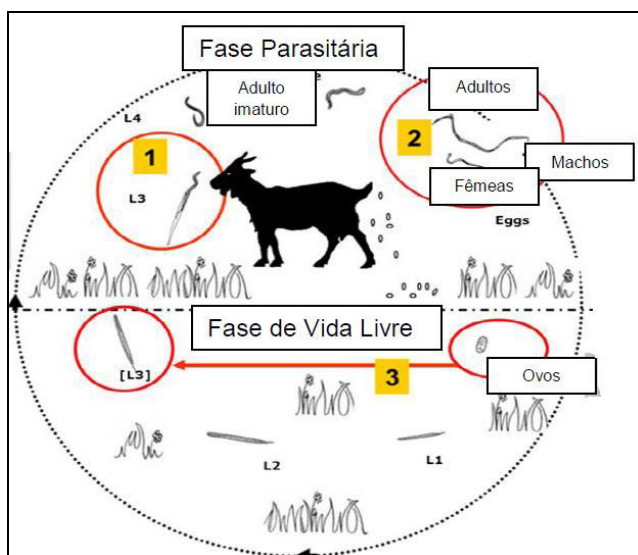 Fase Parasitária
Adulto
imaturo
Adultos
L4
1
2
Machos
L3
Fêmeas
Eggs
Fase de Vida Livre
[L3]
3
Ovos
L2
L1